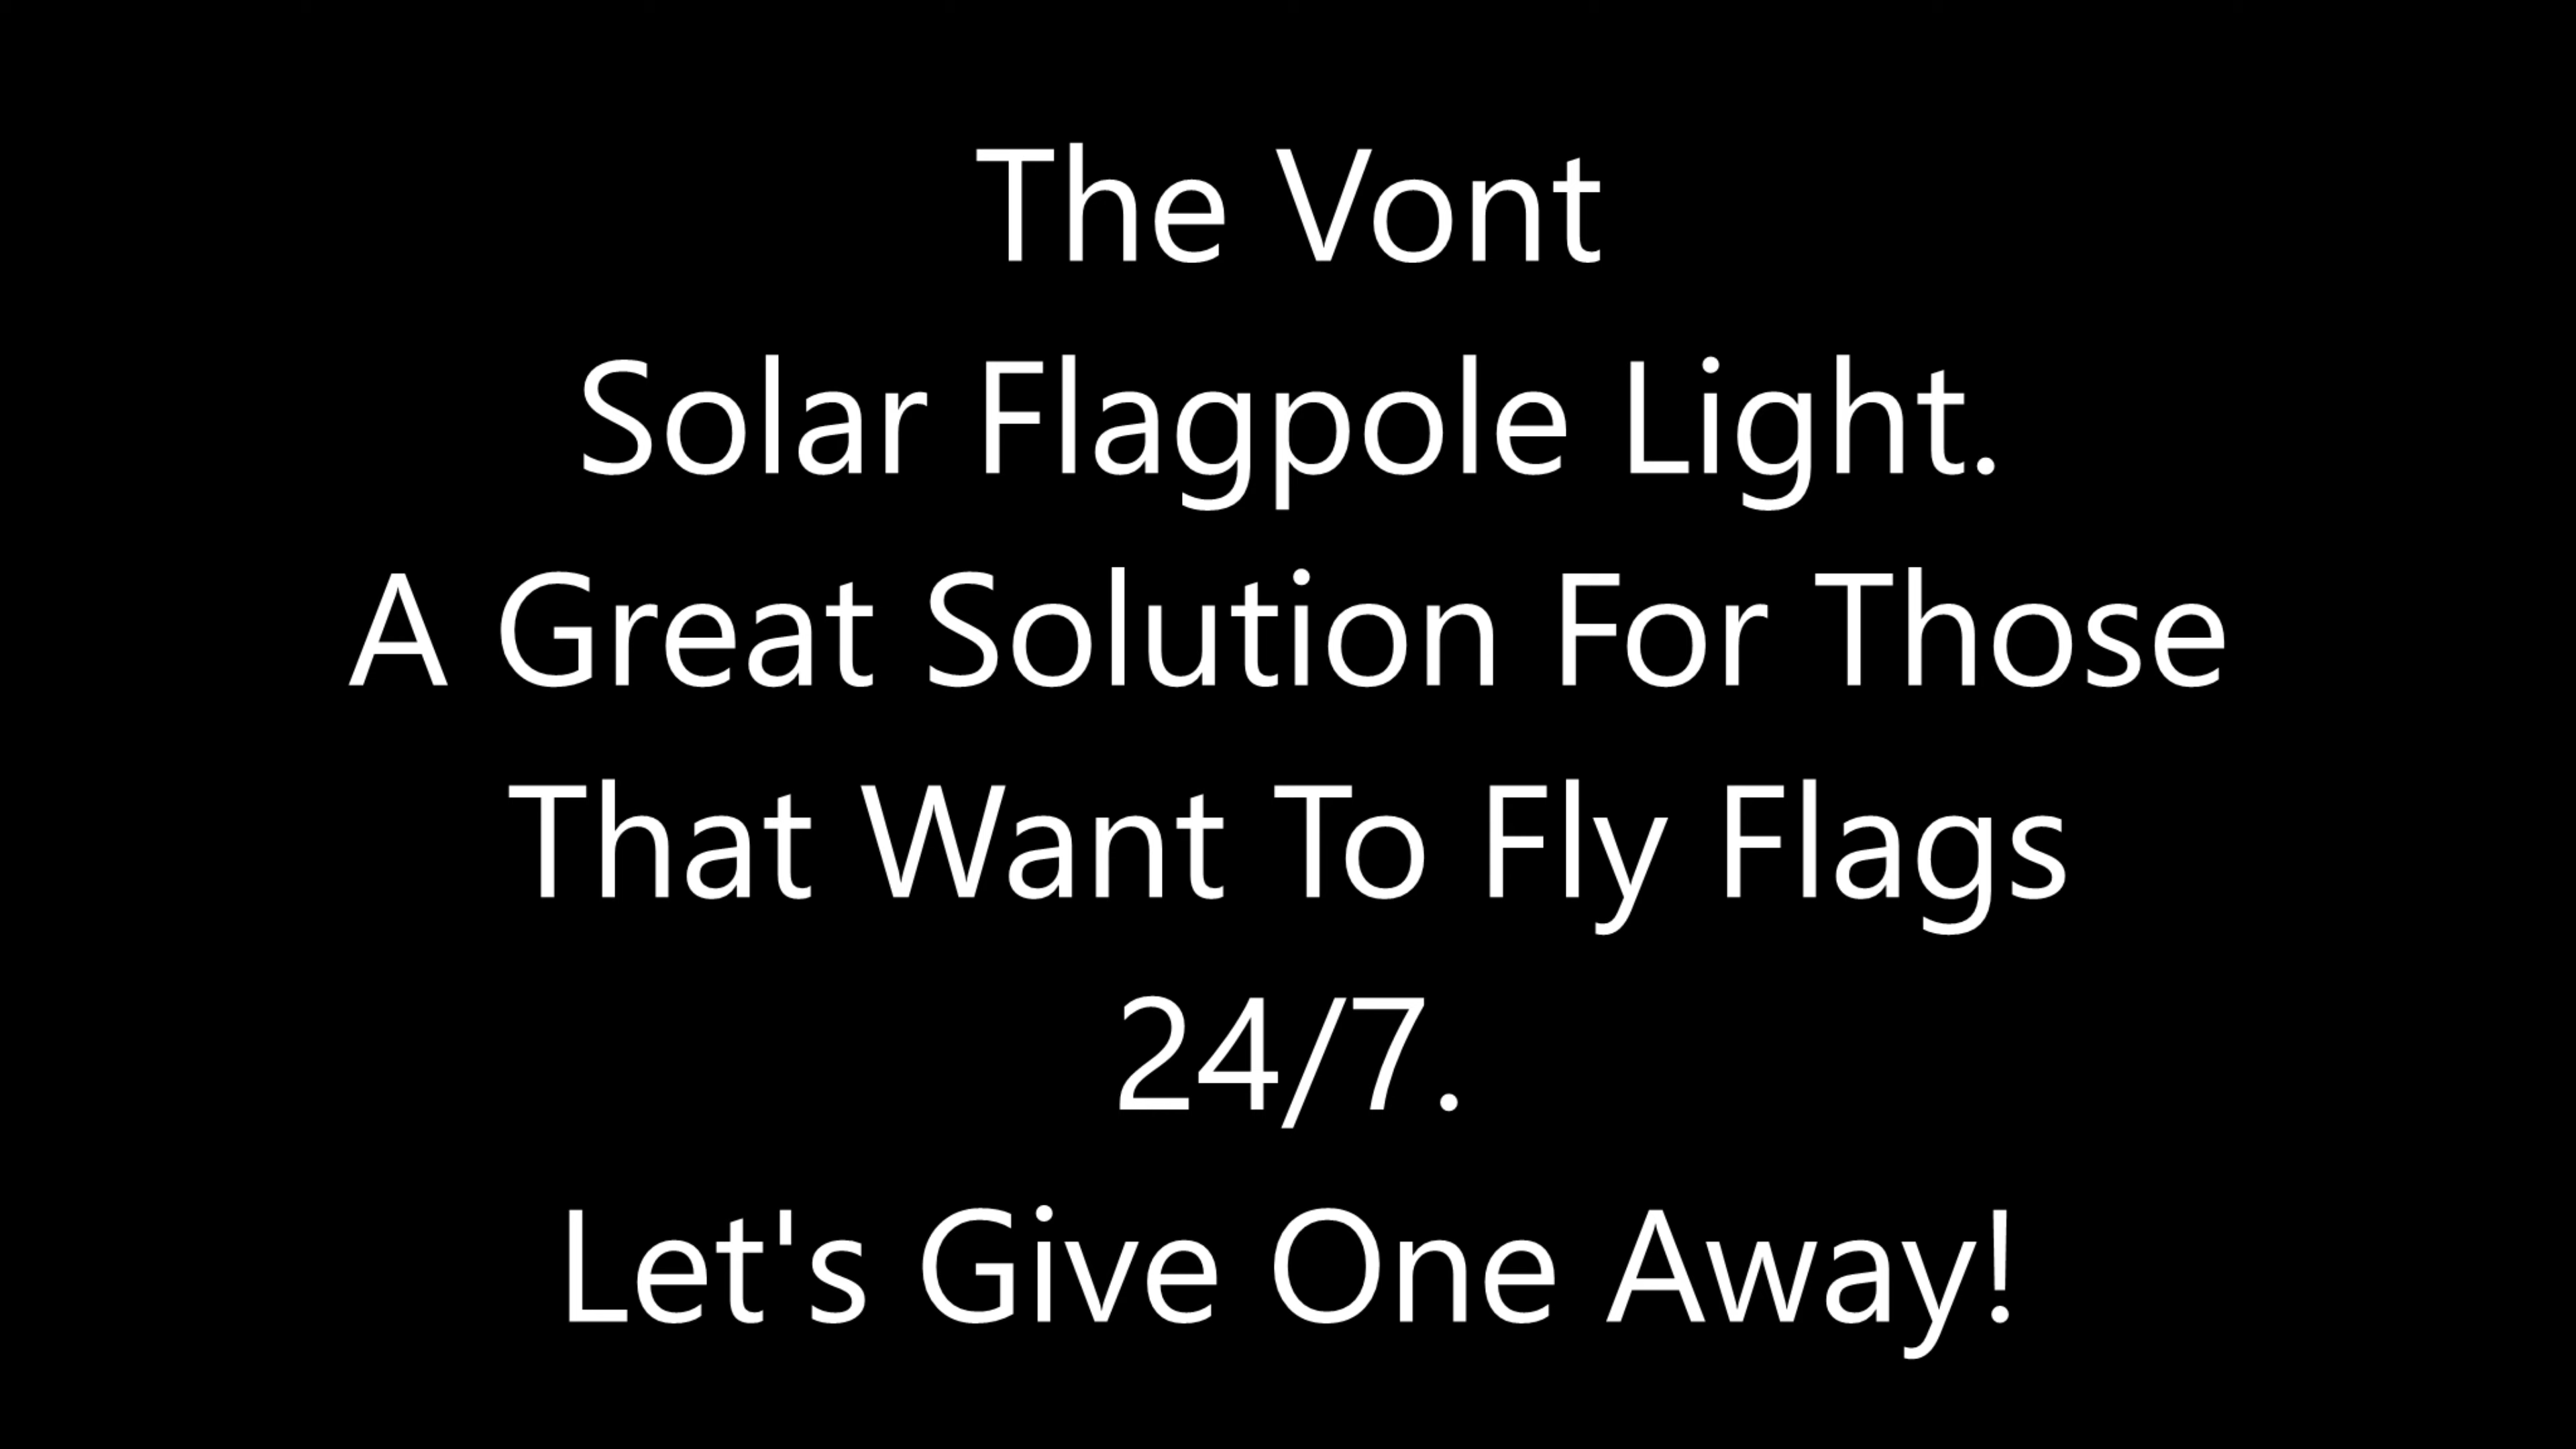 The Vont
Solar Flagpole Light.
A Great Solution For Those
That Want To Fly Flags
24/7.
Let's Give One Away!